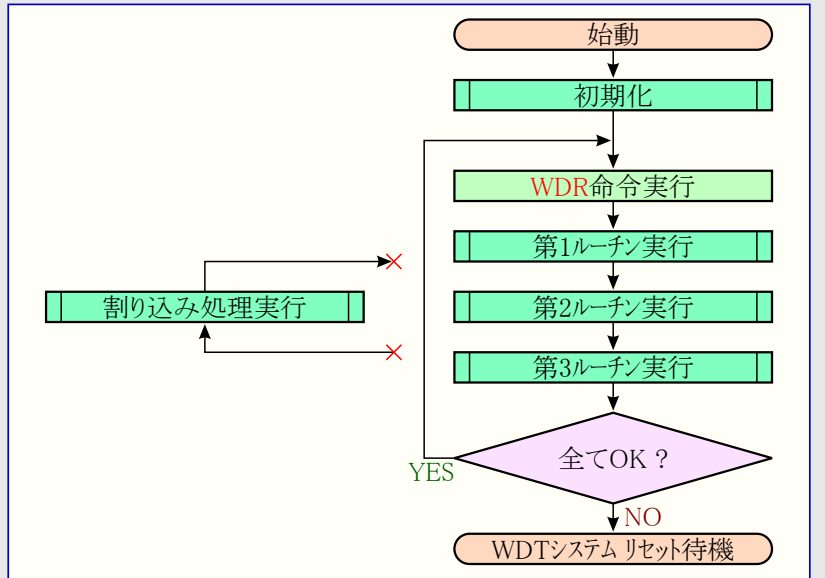 始動
初期化
WDR命令実行
第1ルーチン実行
割り込み処理実行
第2ルーチン実行
第3ルーチン実行
全てOK？
YES
NO
WDTシステム リセット待機